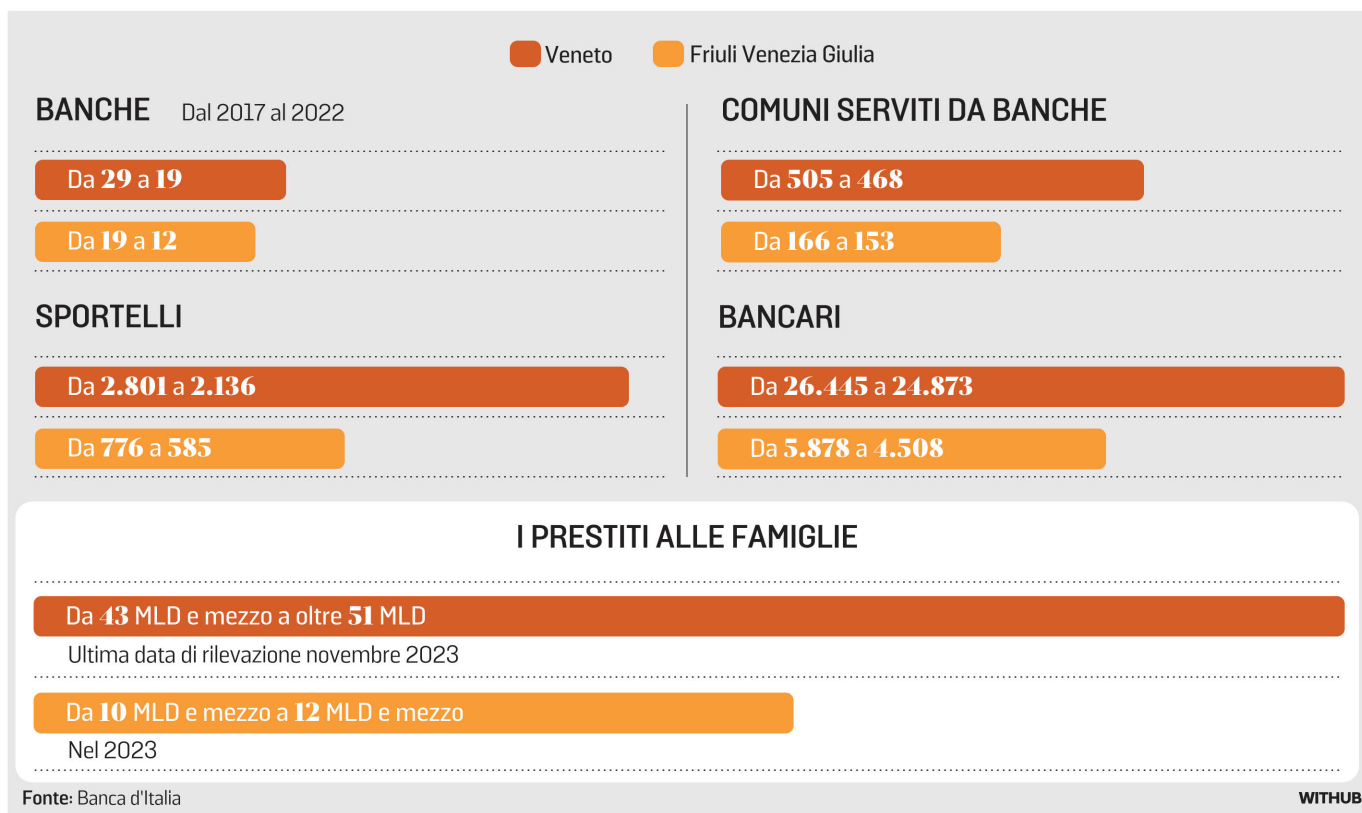 Veneto
Friuli Venezia Giulia
BANCHE Dal 2017 al 2022
Da 29 a 19
Da 19 a 12
COMUNI SERVITI DA BANCHE
Da 505 a 468
Da 166 a 153
SPORTELLI
Da 2.801 a 2.136
Da 776 a 585
BANCARI
Da 26.445 a 24.873
Da 5.878 a 4.508
I PRESTITI ALLE FAMIGLIE
Da 43 MLD e mezzo a oltre 51 MLD
Ultima data di rilevazione novembre 2023
Da 10 MLD e mezzo a 12 MLD e mezzo
Nel 2023
Fonte: Banca d'Italia
WITHUB